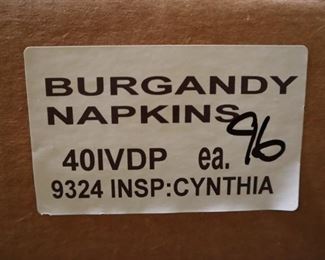 BURGANDY
NAPKINS
40IVDP ea. 96
9324 INSP:CYNTHIA